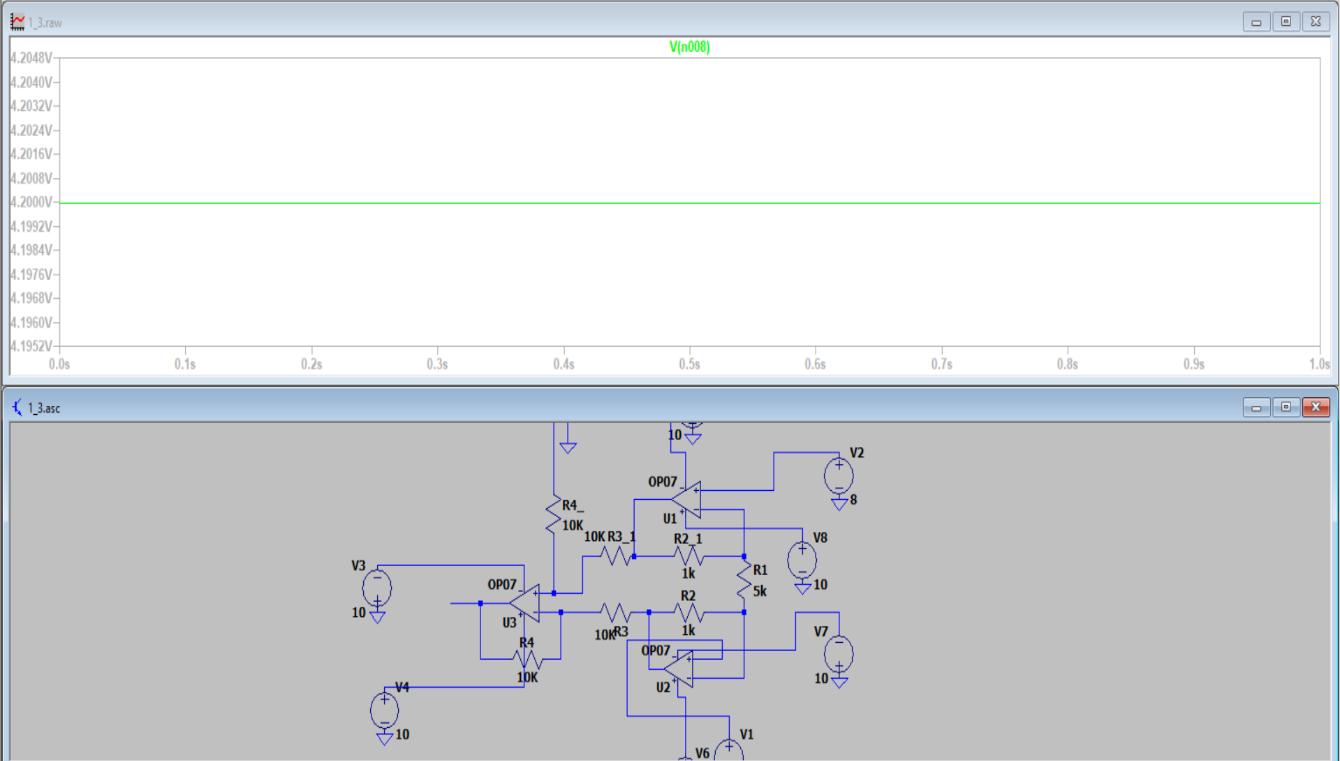 1_3.raw
V(n008)
4.2048V
4.2040V
4.2032V
4.2024V
4.2016V
4.2008V
4.2000V
4.1992V
4.1984V
4.1976V
4.1968V
4.1960V
4.1952V
0.0s 0.1s 0.2s 0.3s 0.4s 0.5s 0.6s 0.7s 0.8s 0.9s 1.0s
1_3.asc
10
V2
OP07
8
R4_
U1
10K
10K R3_1 R2_1 V8
V3
1k
R1
OP07
10
5k
10
R2
U3
10K R3 1k V7
R4
OP07
10K
10
V4
U2
10
V1
V6